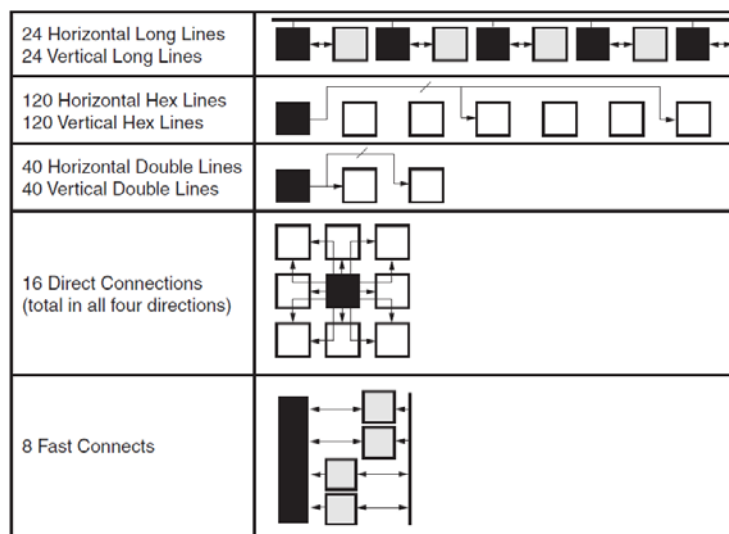 24 Horizontal Long Lines
24 Vertical Long Lines
120 Horizontal Hex Lines
120 Vertical Hex Lines
40 Horizontal Double Lines
40 Vertical Double Lines
16 Direct Connections
(total in all four directions)
8 Fast Connects